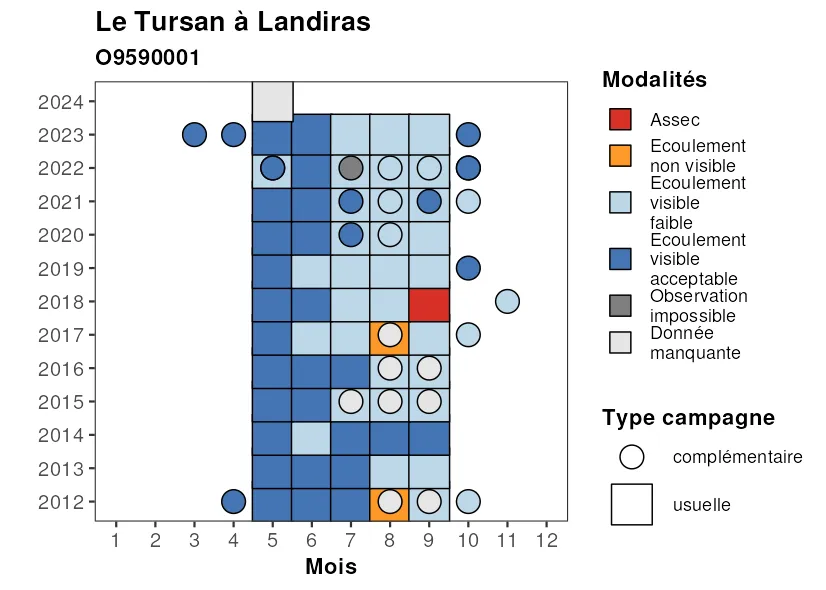 Le Tursan à Landiras
O9590001
2024
2023
2022
2021
2020
2019
2018
2017
2016
2015
2014
2013
2012
1 2 3 4 5 6 7 8 9 10 11 12
Mois
Modalités
Assec
Ecoulement
non visible
Ecoulement
visible
faible
Ecoulement
visible
acceptable
Observation
impossible
Donnée
manquante
Type campagne
complémentaire
usuelle